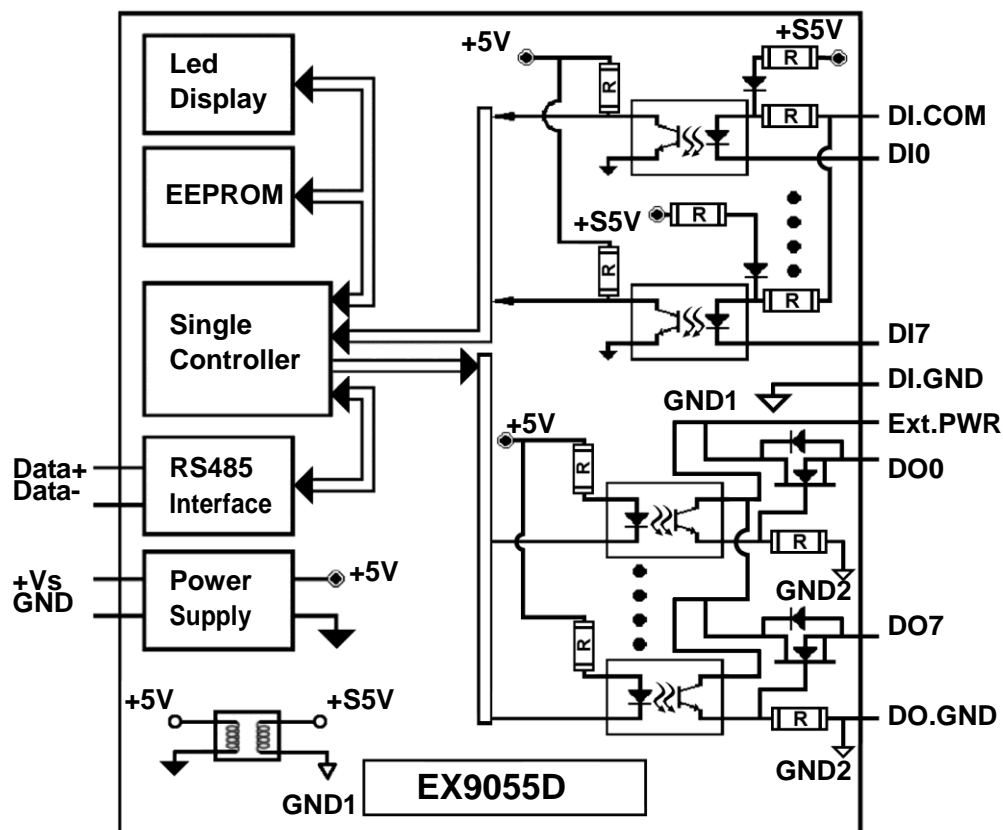 Led
Display
EEPROM
Single
Controller
RS485
Interface
Power
Supply
Data+
Data-
+Vs
GND
+5V
+5V
+S5V
GND1
EX9055D
+5V
R
+S5V
R
R
DI.COM
DI0
+S5V
R
R
R
DI7
DI.GND
GND1
Ext.PWR
+5V
R
DO0
R
GND2
R
DO7
R
DO.GND
GND2